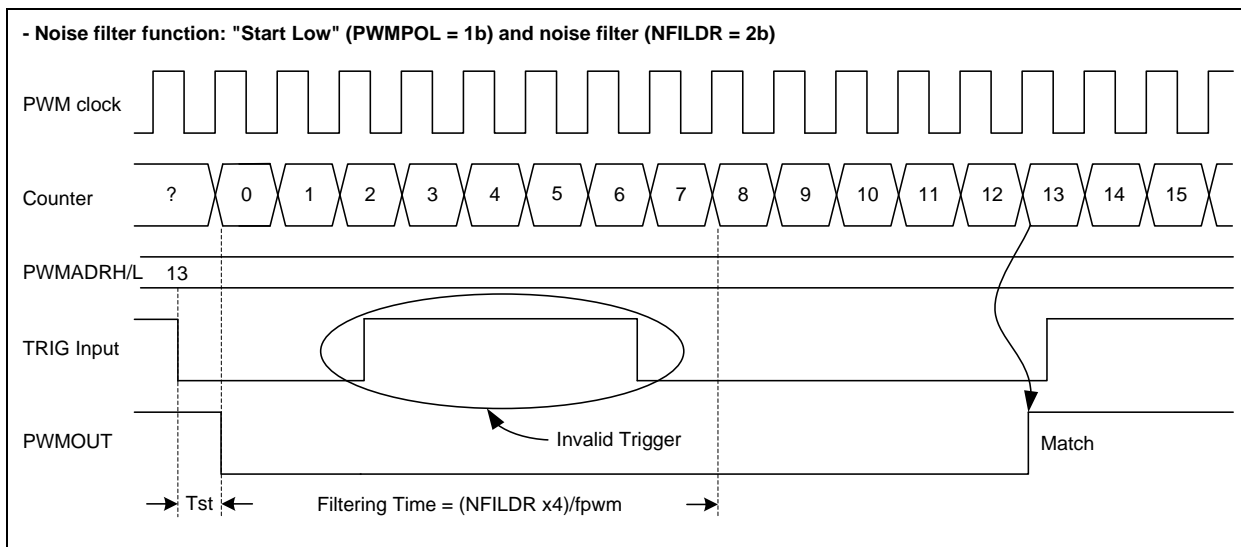 - Noise filter function: "Start Low" (PWMPOL = 1b) and noise filter (NFILDR = 2b)
PWM clock
Counter ? 0 1 2 3 4 5 6 7 8 9 10 11 12 13 14 15
PWMADRH/L 13
TRIG Input
Invalid Trigger
PWMOUT
Match
Tst
Filtering Time = (NFILDR x4)/fpwm